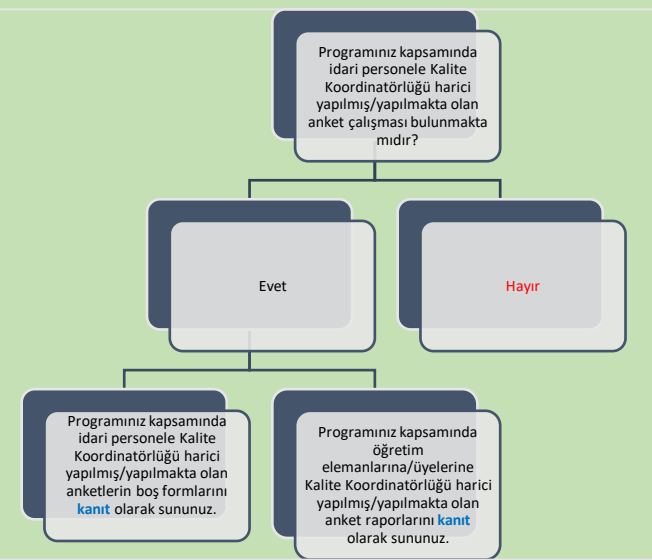 Programınız kapsamında
idari personele Kalite
Koordinatörlüğü harici
yapılmış/yapılmakta olan
anket çalışması bulunmakta
mıdır?
Evet
Hayır
Programınız kapsamında
idari personele Kalite
Koordinatörlüğü harici
yapılmış/yapılmakta olan
anketlerin boş formlarını
kanıt olarak sununuz.
Programınız kapsamında
öğretim
elemanlarına/üyelerine
Kalite Koordinatörlüğü harici
yapılmış/yapılmakta olan
anket raporlarını kanıt
olarak sununuz.